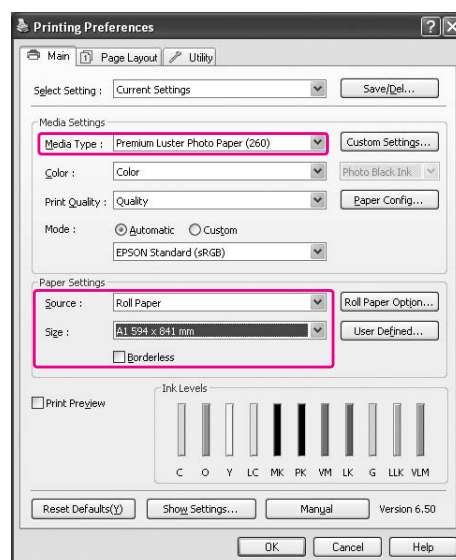 Printing Preferences
Main Page Layout Utility
Select Setting : Current Settings Save/Del...
Media Settings
Media Type : Premium Luster Photo Paper (260) Custom Settings...
Color : Color Photo Black Ink
Print Quality : Quality Paper Config...
Mode : Automatic Custom
EPSON Standard (sRGB)
Paper Settings
Source : Roll Paper Roll Paper Option...
Size : A1 594 x 841 mm User Defined...
Borderless
Ink Levels
Print Preview
C O Y LC MK PK VM LK G LLK VLM
Reset Defaults(Y) Show Settings... Manual Version 6.50
OK Cancel Help